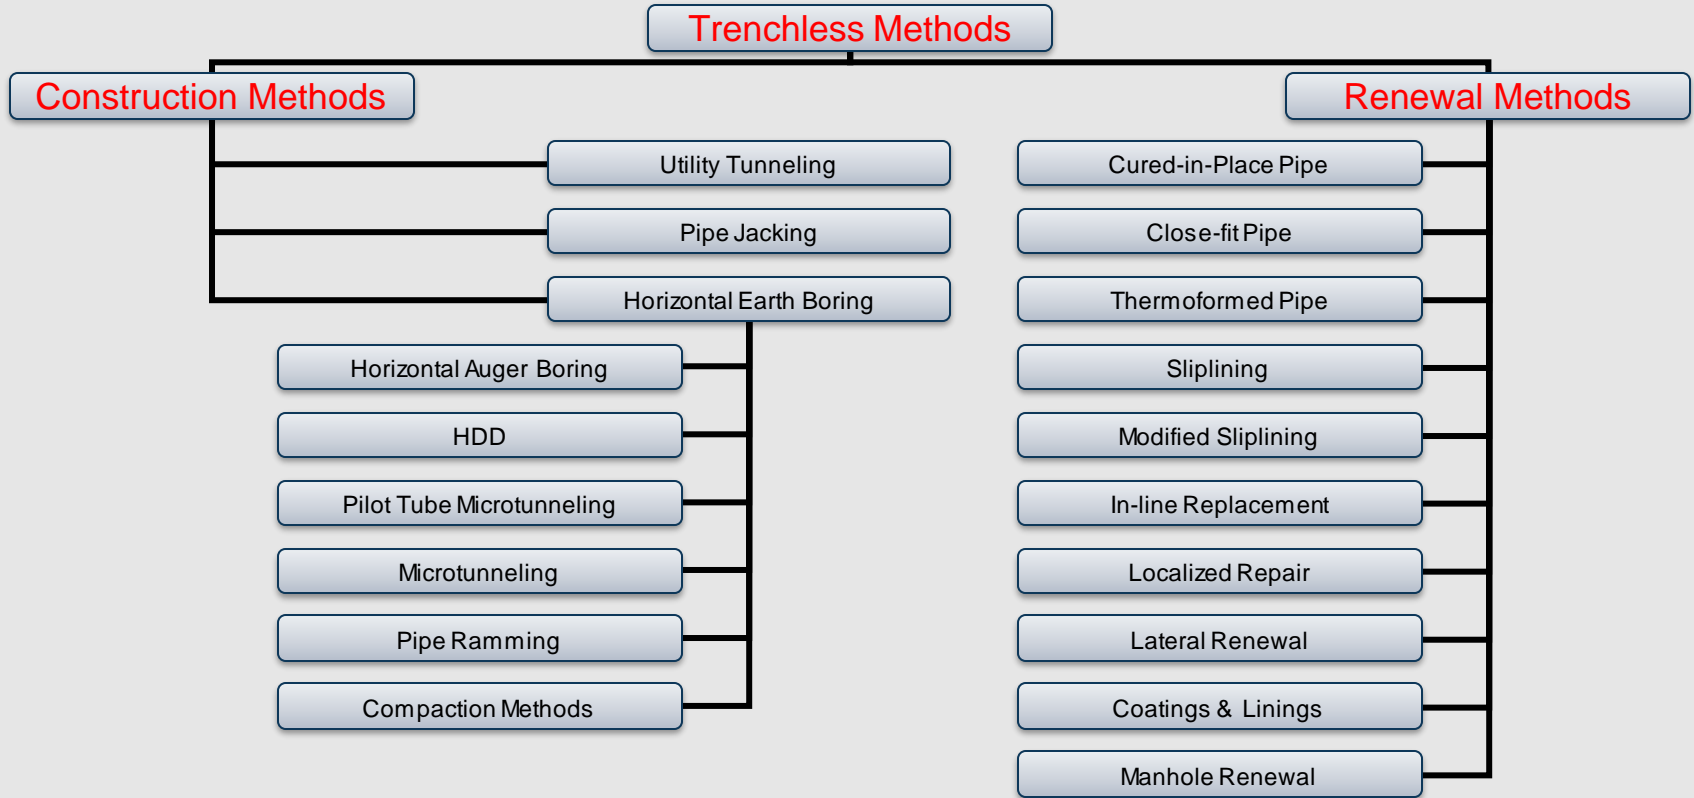 Trenchless Methods
Construction Methods
Renewal Methods
Utility Tunneling
Pipe Jacking
Horizontal Earth Boring
Horizontal Auger Boring
HDD
Pilot Tube Microtunneling
Microtunneling
Pipe Ramming
Compaction Methods
Cured-in-Place Pipe
Close-fit Pipe
Thermoformed Pipe
Sliplining
Modified Sliplining
In-line Replacement
Localized Repair
Lateral Renewal
Coatings & Linings
Manhole Renewal